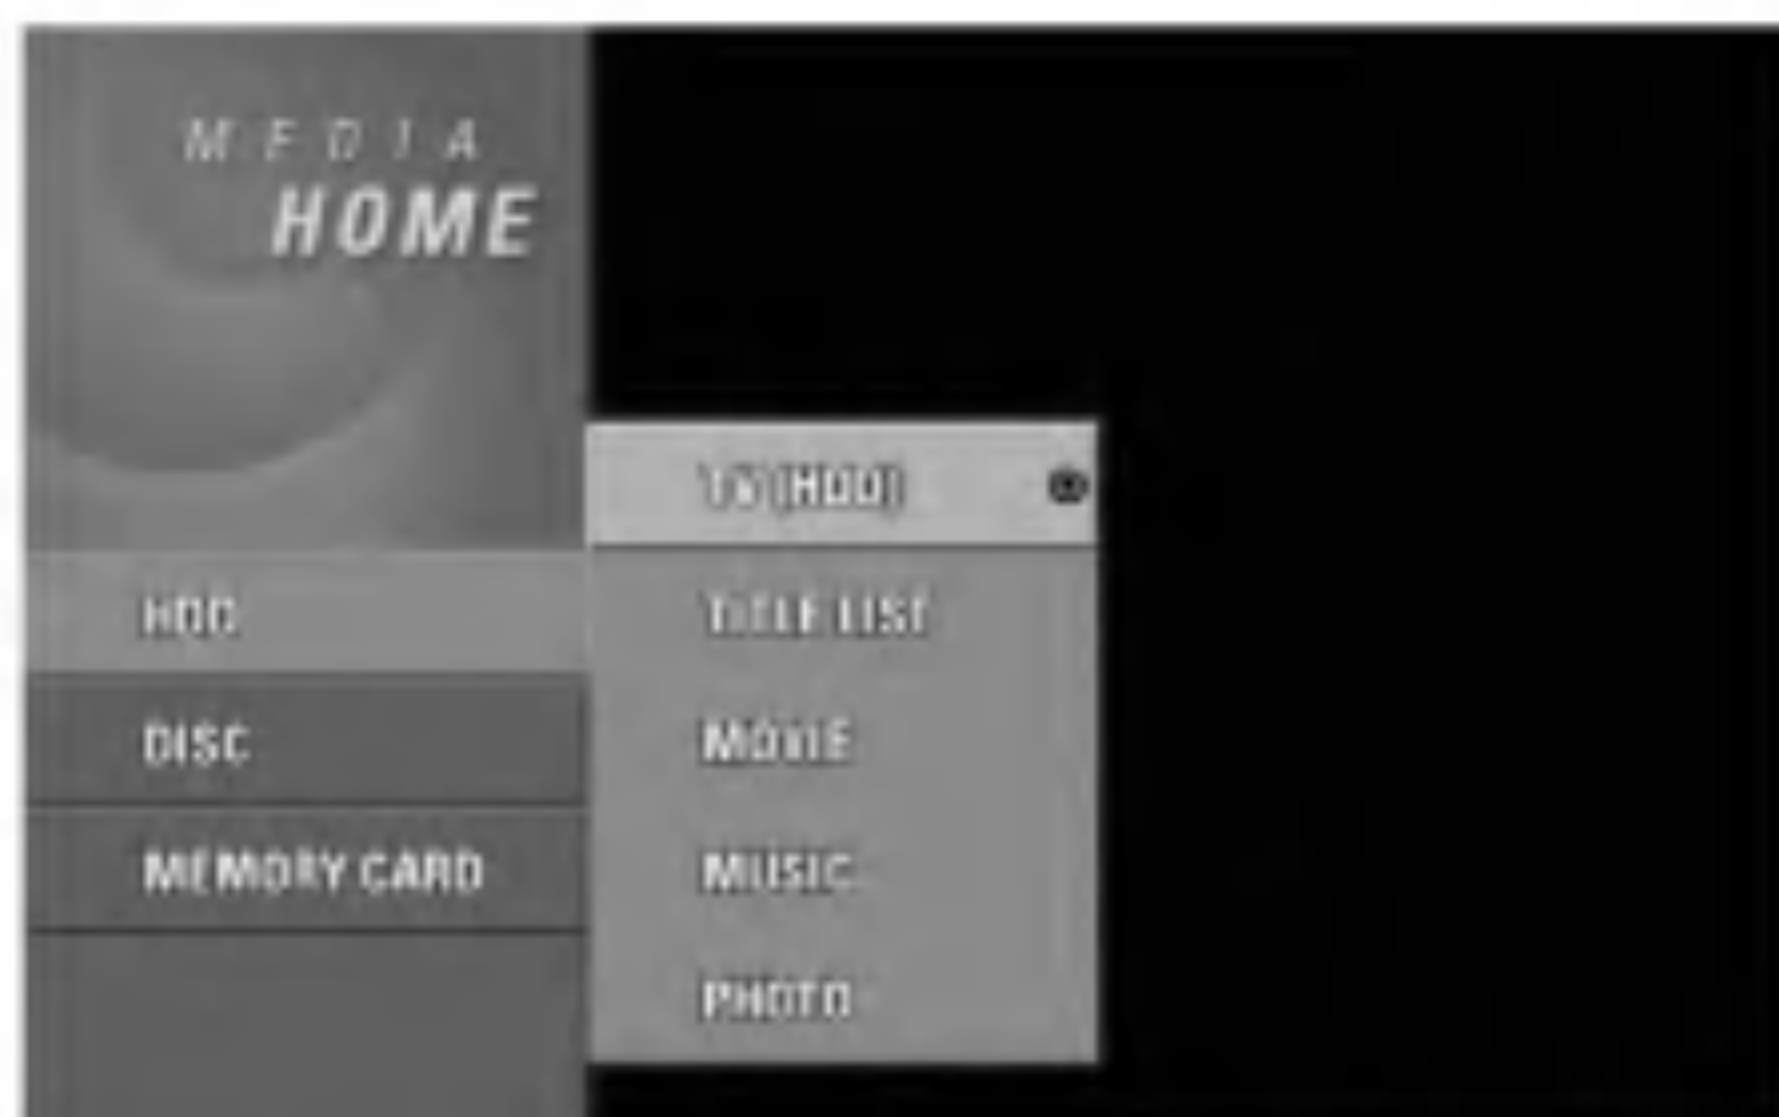 MEDIA
HOME
HDD
DISC
MEMORY CARD
TV (HDD)
TITLE LIST
MOVIE
MUSIC
PHOTO